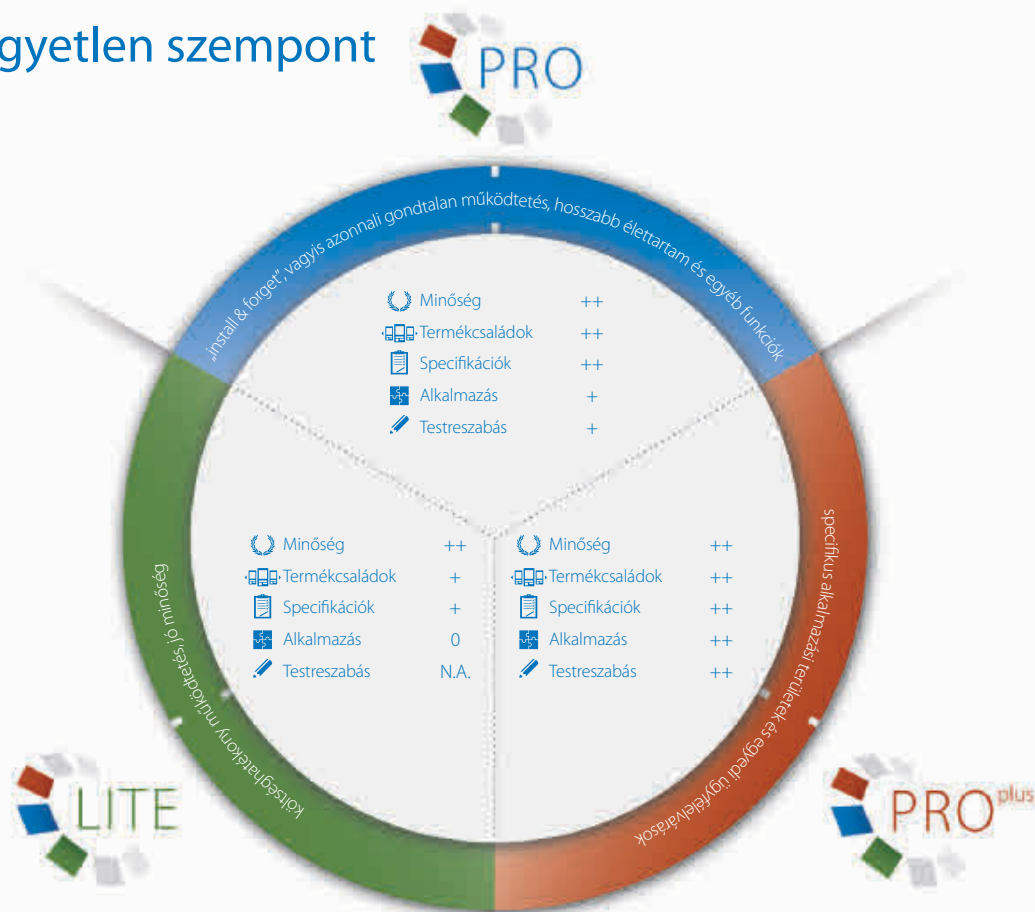 gyetlen szempont
PRO
„install & forget”, vagyis azonnali gondtalan működtetés, hosszabb élettartam és egyéb funkciók
Minőség ++
Termékcsaládok ++
Specifikációk ++
Alkalmazás +
Testreszabás +
Minőség ++
Termékcsaládok +
Specifikációk +
Alkalmazás 0
Testreszabás N.A.
Minőség ++
Termékcsaládok ++
Specifikációk ++
Alkalmazás ++
Testreszabás ++
költséghatékony működtetés, jó minőség
specifikus alkalmazási területek és egyedi ügyfélelvárások
LITE
PRO plus